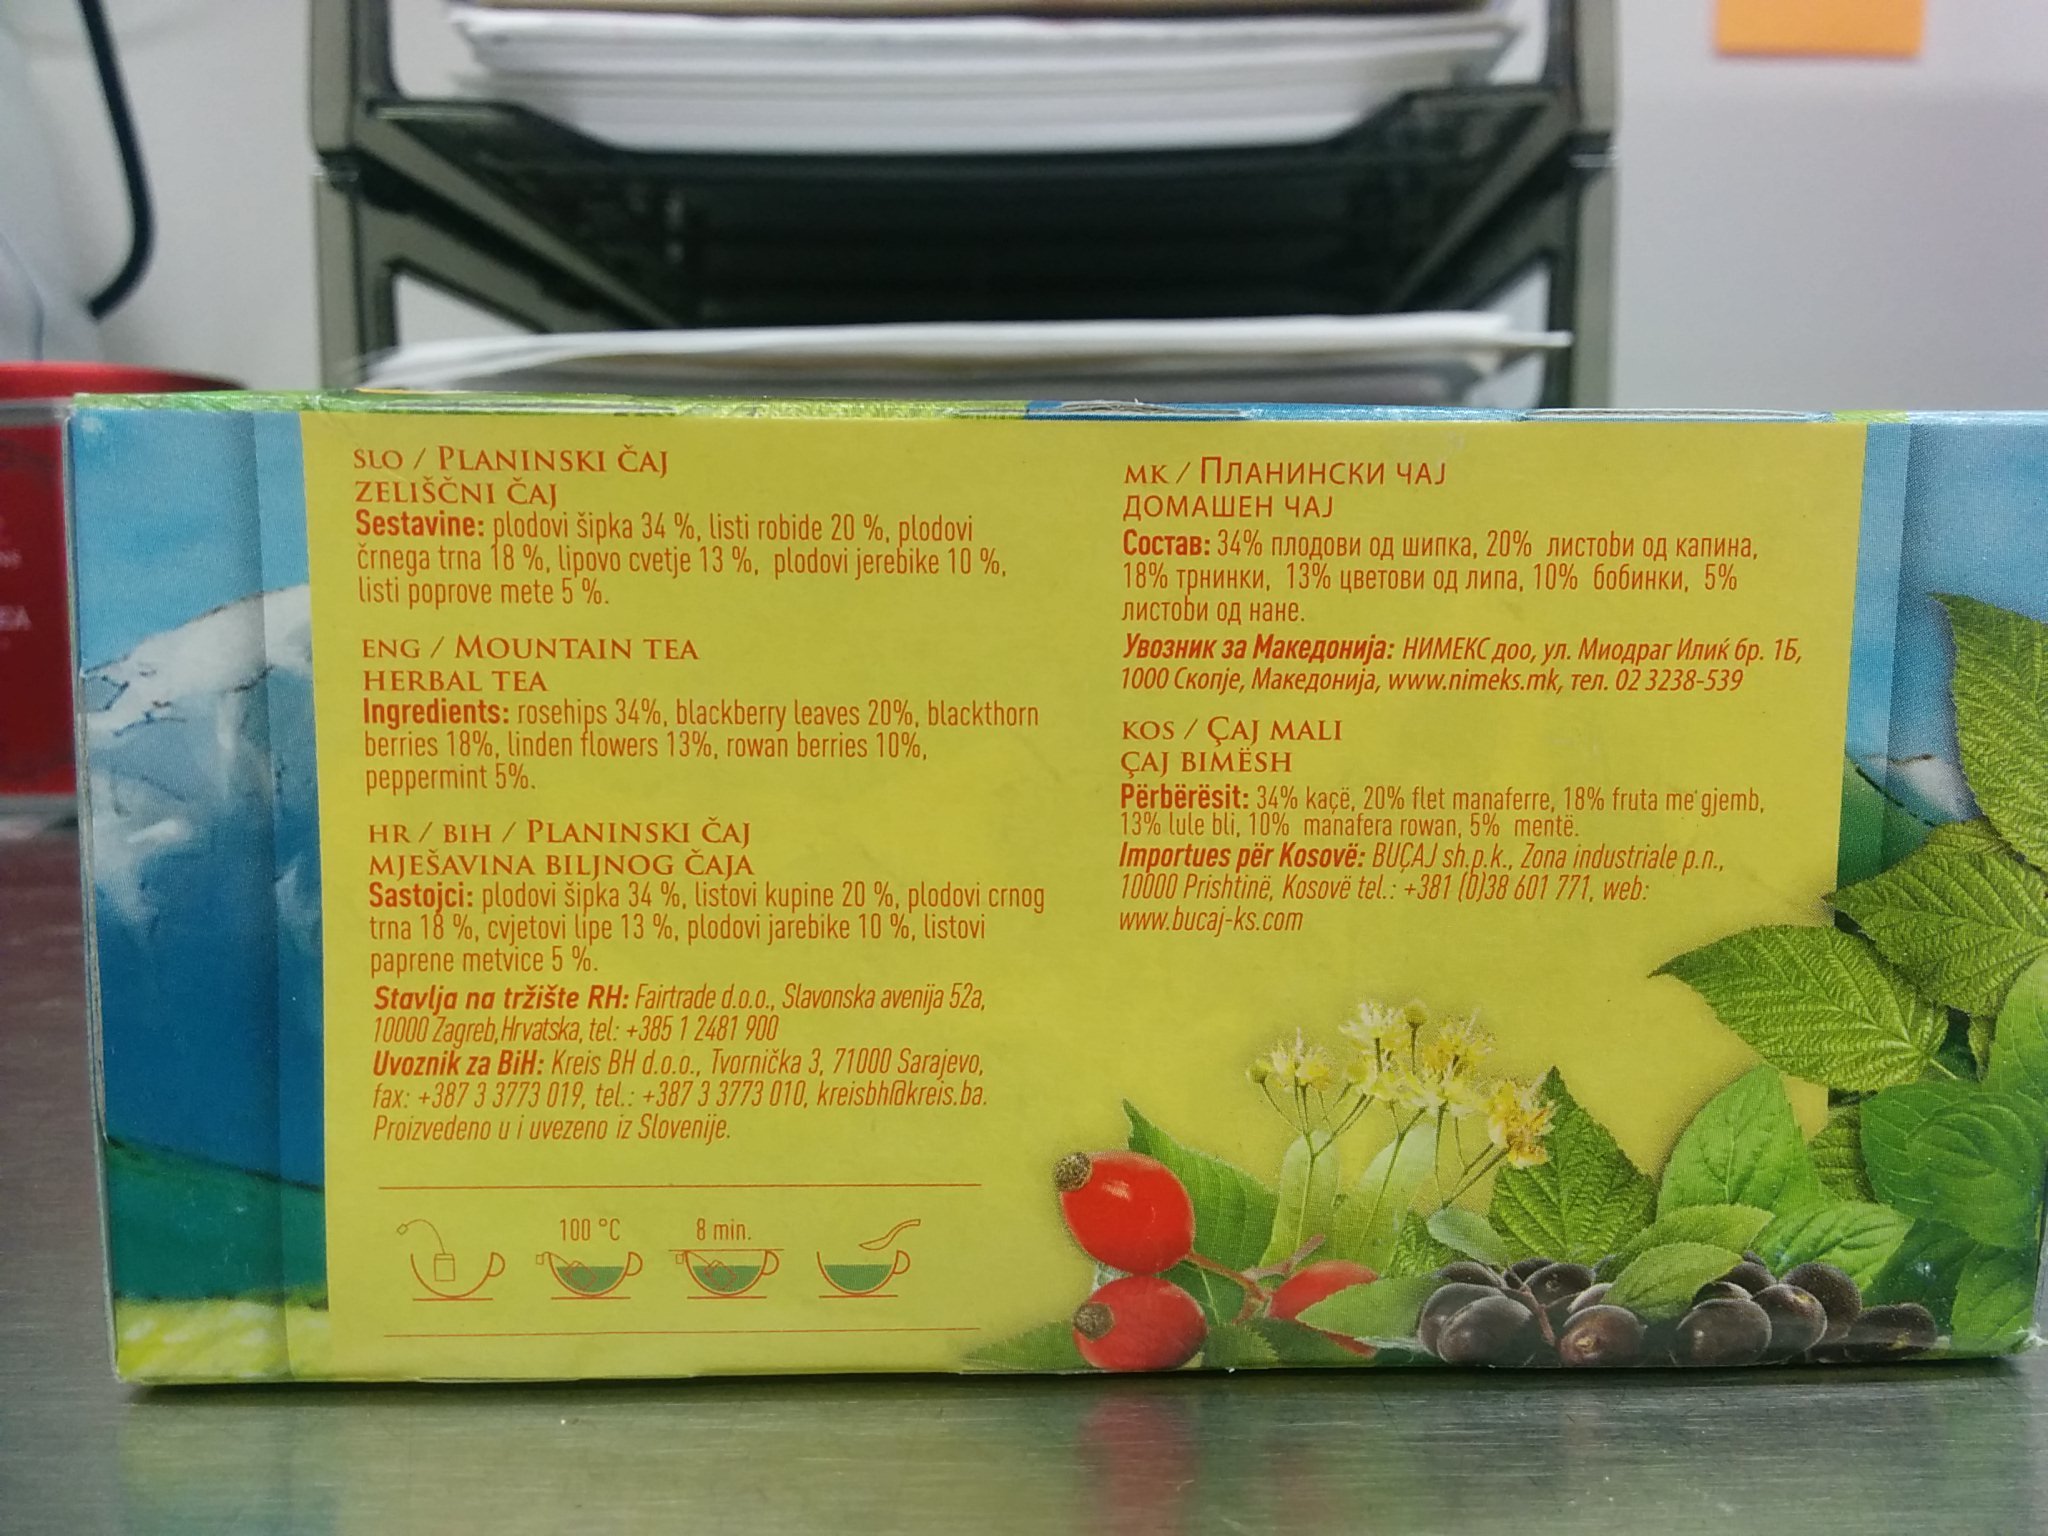 SLO / PLANINSKI ČAJ
ZELIŠČNI ČAJ
Sestavine: plodovi šipka 34 %, listi robide 20 %, plodovi
črnega trna 18 %, lipovo cvetje 13 %, plodovi jerebike 10 %,
listi poprove mete 5 %.
ENG / MOUNTAIN TEA
HERBAL TEA
Ingredients: rosehips 34%, blackberry leaves 20%, blackthorn
berries 18%, linden flowers 13%, rowan berries 10%,
peppermint 5%.
HR / BIH / PLANINSKI ČAJ
MJEŠAVINA BILJNOG ČAJA
Sastojci: plodovi šipka 34 %, listovi kupine 20 %, plodovi crnog
trna 18 %, cvjetovi lipe 13 %, plodovi jarebike 10 %, listovi
paprene metvice 5 %.
Stavlja na tržište RH: Fairtrade d.o.o., Slavonska avenija 52a,
10000 Zagreb,Hrvatska, tel: +385 1 2481 900
Uvoznik za BiH: Kreis BH d.o.o., Tvornička 3, 71000 Sarajevo,
fax: +387 3 3773 019, tel.: +387 3 3773 010, kreisbh@kreis.ba.
Proizvedeno u i uvezeno iz Slovenije.
100 °C 8 min.
МК / ПЛАНИНСКИ ЧАЈ
ДОМАШЕН ЧАЈ
Состав: 34% плодови од шипка, 20% листоbи од капина,
18% трнинки, 13% цветови од липа, 10% бобинки, 5%
листоbи од нане.
Увозник за Македонија: НИМЕКС доо, ул. Миодраг Илиќ бр. 1Б,
1000 Скопје, Македонија, www.nimeks.mk, тел. 02 3238-539
KOS / ÇAJ MALI
ÇAJ BIMËSH
Përbërësit: 34% kaçë, 20% flet manaferre, 18% fruta me gjemb,
13% lule bli, 10% manafera rowan, 5% mentë.
Importues për Kosovë: BUÇAJ sh.p.k., Zona industriale p.n.,
10000 Prishtinë, Kosovë tel.: +381 (0)38 601 771, web:
www.bucaj-ks.com